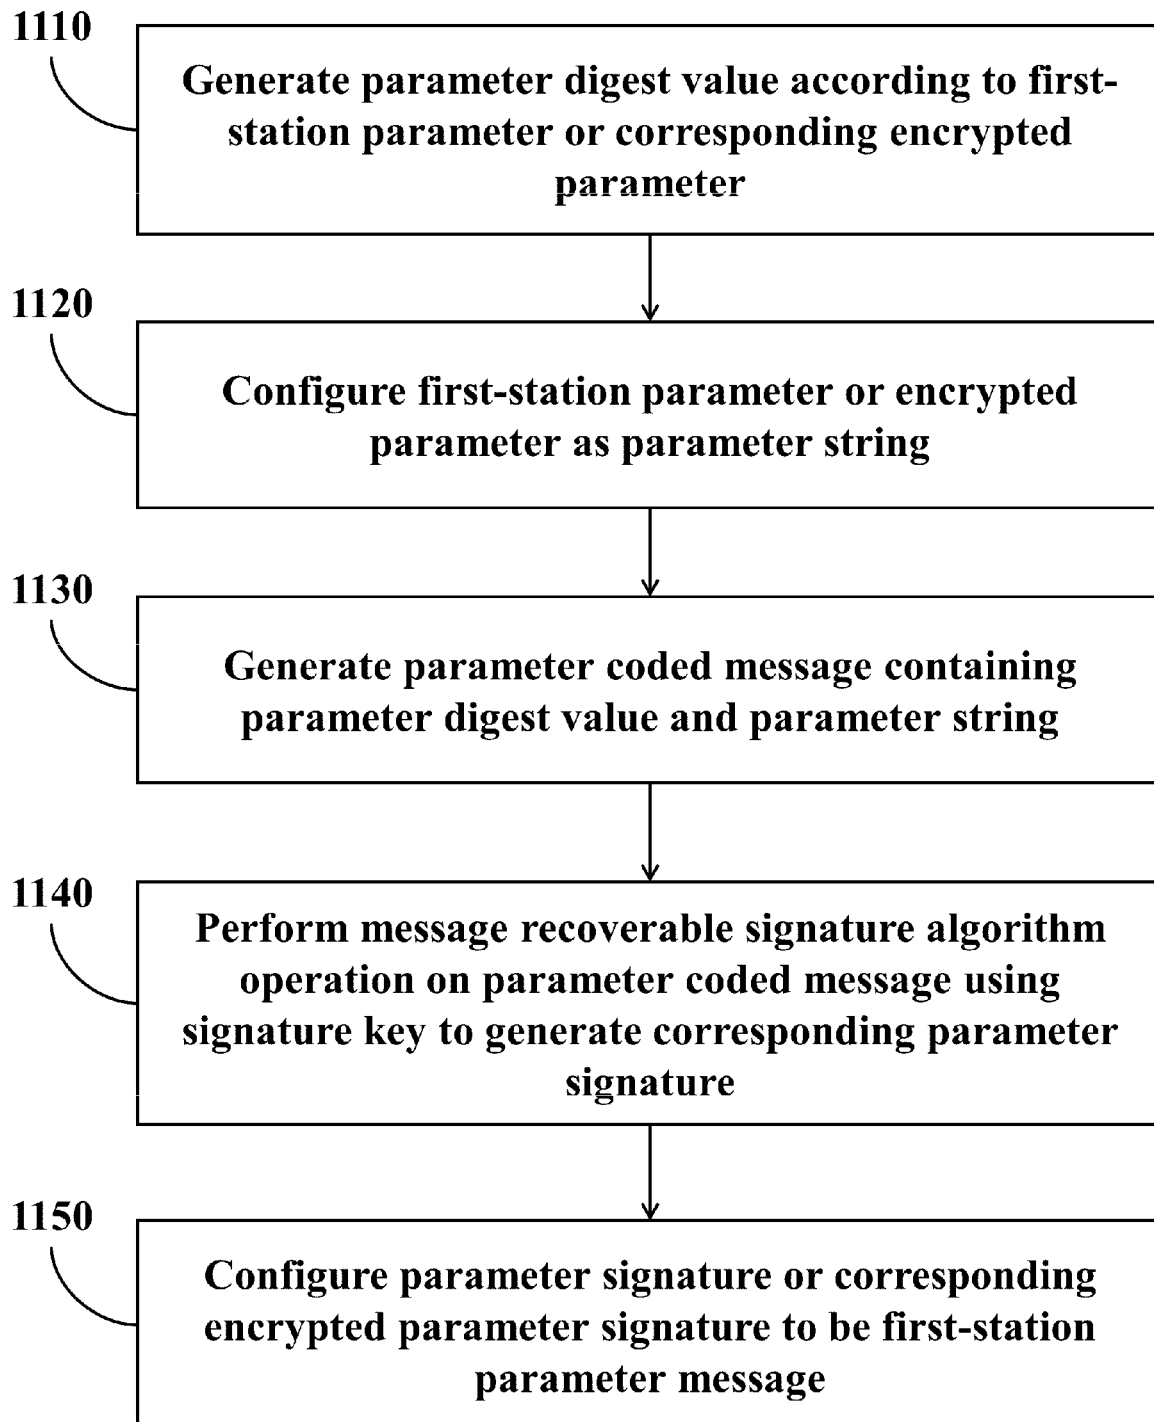 1110
Generate parameter digest value according to first-
station parameter or corresponding encrypted
parameter
1120
Configure first-station parameter or encrypted
parameter as parameter string
1130
Generate parameter coded message containing
parameter digest value and parameter string
1140
Perform message recoverable signature algorithm
operation on parameter coded message using
signature key to generate corresponding parameter
signature
1150
Configure parameter signature or corresponding
encrypted parameter signature to be first-station
parameter message